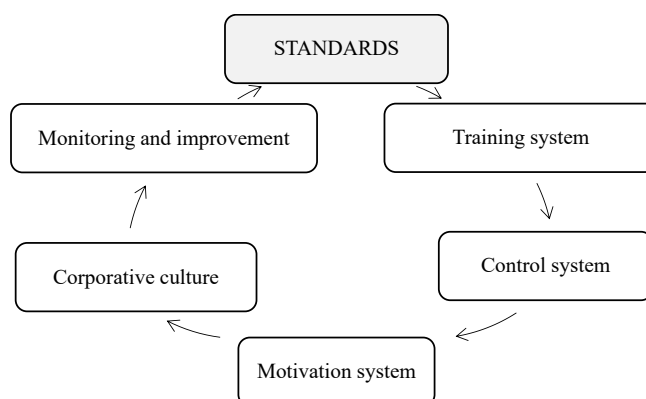 STANDARDS
Monitoring and improvement
Training system
Corporative culture
Control system
Motivation system